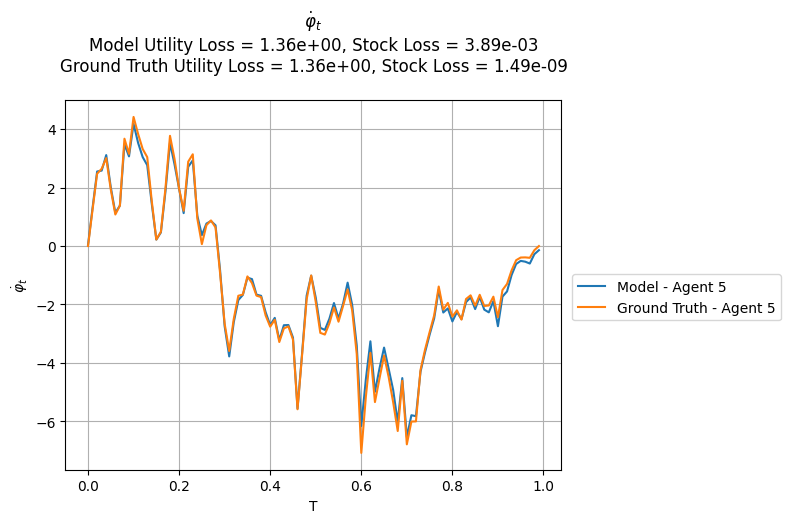 φ̇ₜ
Model Utility Loss = 1.36e+00, Stock Loss = 3.89e-03
Ground Truth Utility Loss = 1.36e+00, Stock Loss = 1.49e-09
4
2
0
−2
−4
−6
φ̇ₜ
0.0 0.2 0.4 0.6 0.8 1.0
T
Model - Agent 5
Ground Truth - Agent 5